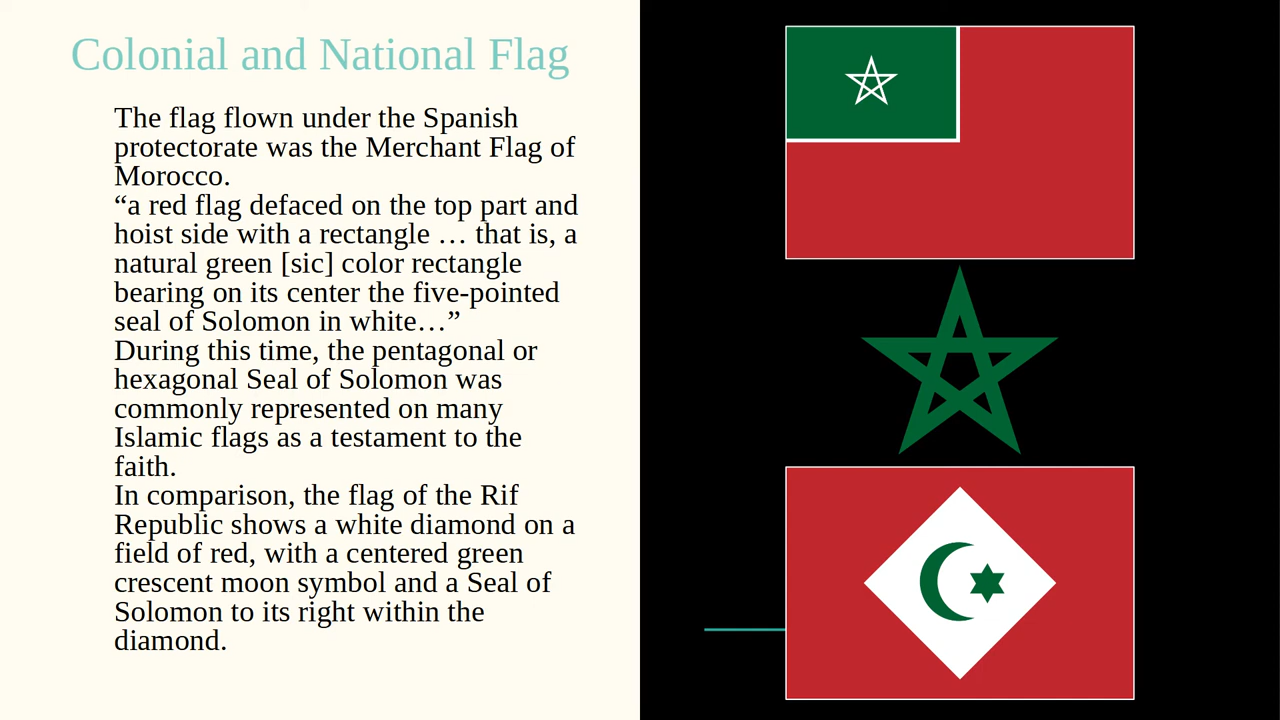 Colonial and National Flag
The flag flown under the Spanish
protectorate was the Merchant Flag of
Morocco.
“a red flag defaced on the top part and
hoist side with a rectangle … that is, a
natural green [sic] color rectangle
bearing on its center the five-pointed
seal of Solomon in white…”
During this time, the pentagonal or
hexagonal Seal of Solomon was
commonly represented on many
Islamic flags as a testament to the
faith.
In comparison, the flag of the Rif
Republic shows a white diamond on a
field of red, with a centered green
crescent moon symbol and a Seal of
Solomon to its right within the
diamond.